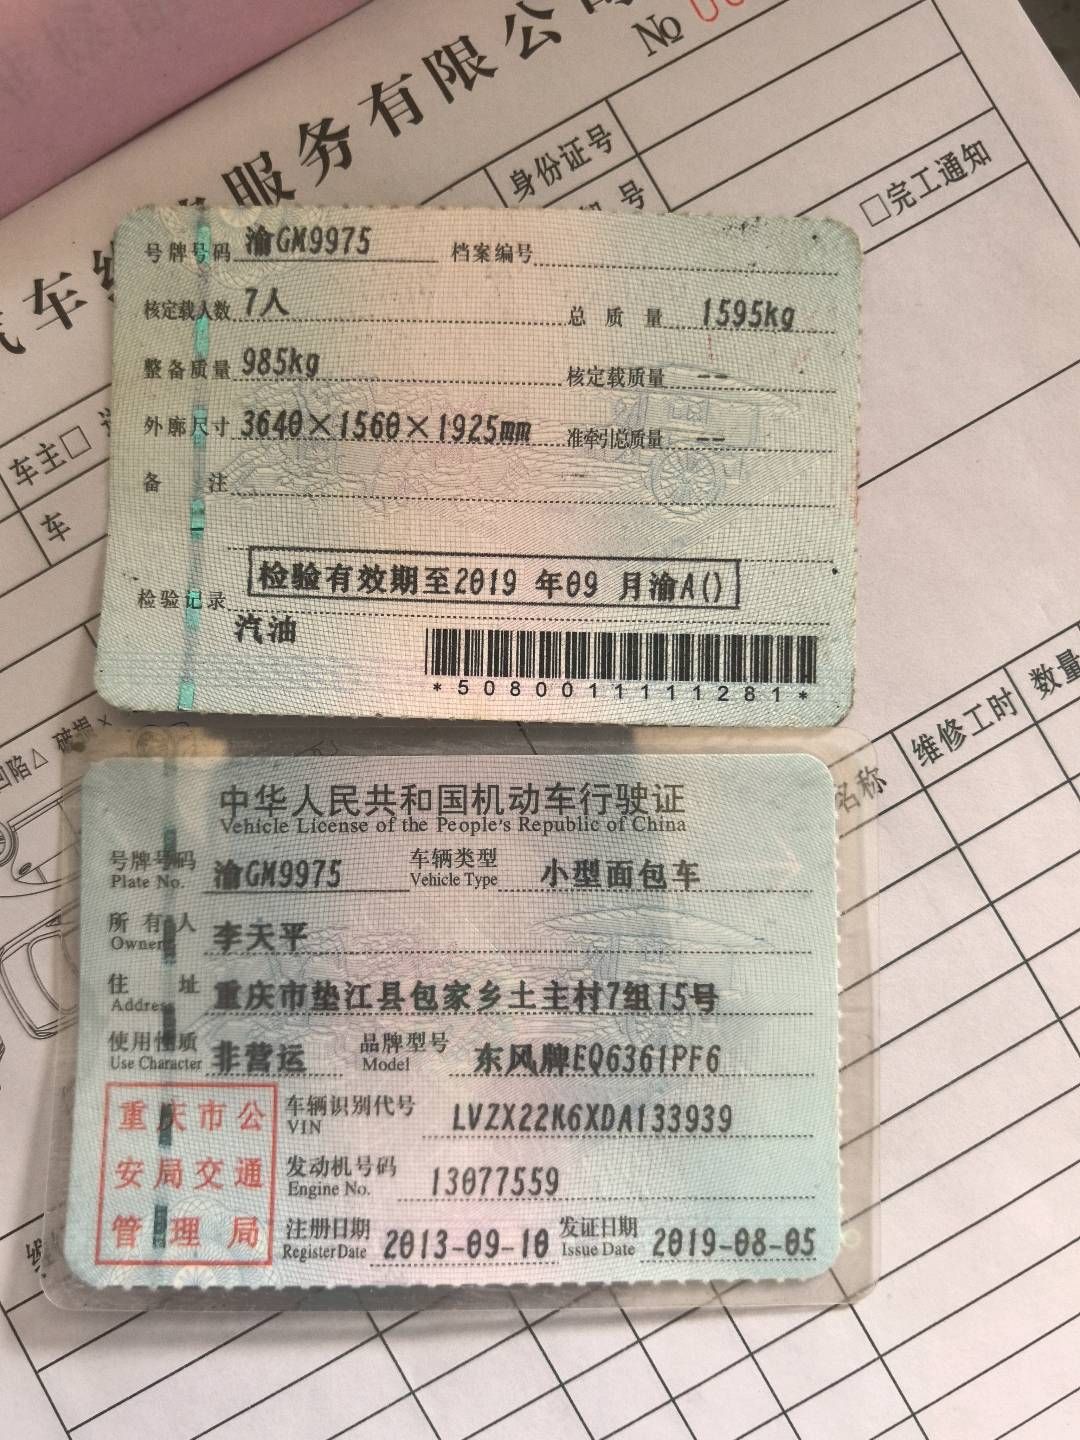 服务有限公司
No
身份证号
号
□完工通知
汽车维
车主□
车
号牌号码 渝GM9975 档案编号
核定载人数 7人 总质量 1595kg
整备质量 985kg 核定载质量 --
外廓尺寸 3640×1560×1925mm 准牵引总质量 --
备注
检验记录 检验有效期至2019 年09 月渝A()
汽油
*5080011111281*
凹陷△ 破损×
维修工时
数量
名称
中华人民共和国机动车行驶证
Vehicle License of the People's Republic of China
号牌号码 渝GM9975 车辆类型 小型面包车
Plate No. Vehicle Type
所有人 李天平
Owner
住址 重庆市垫江县包家乡土主村7组15号
Address
使用性质 非营运 品牌型号 东风牌EQ6361PF6
Use Character Model
重庆市公
安局交通
管理局
车辆识别代号 LVZX22K6XDA133939
VIN
发动机号码 13077559
Engine No.
注册日期 2013-09-10 发证日期 2019-08-05
Register Date Issue Date